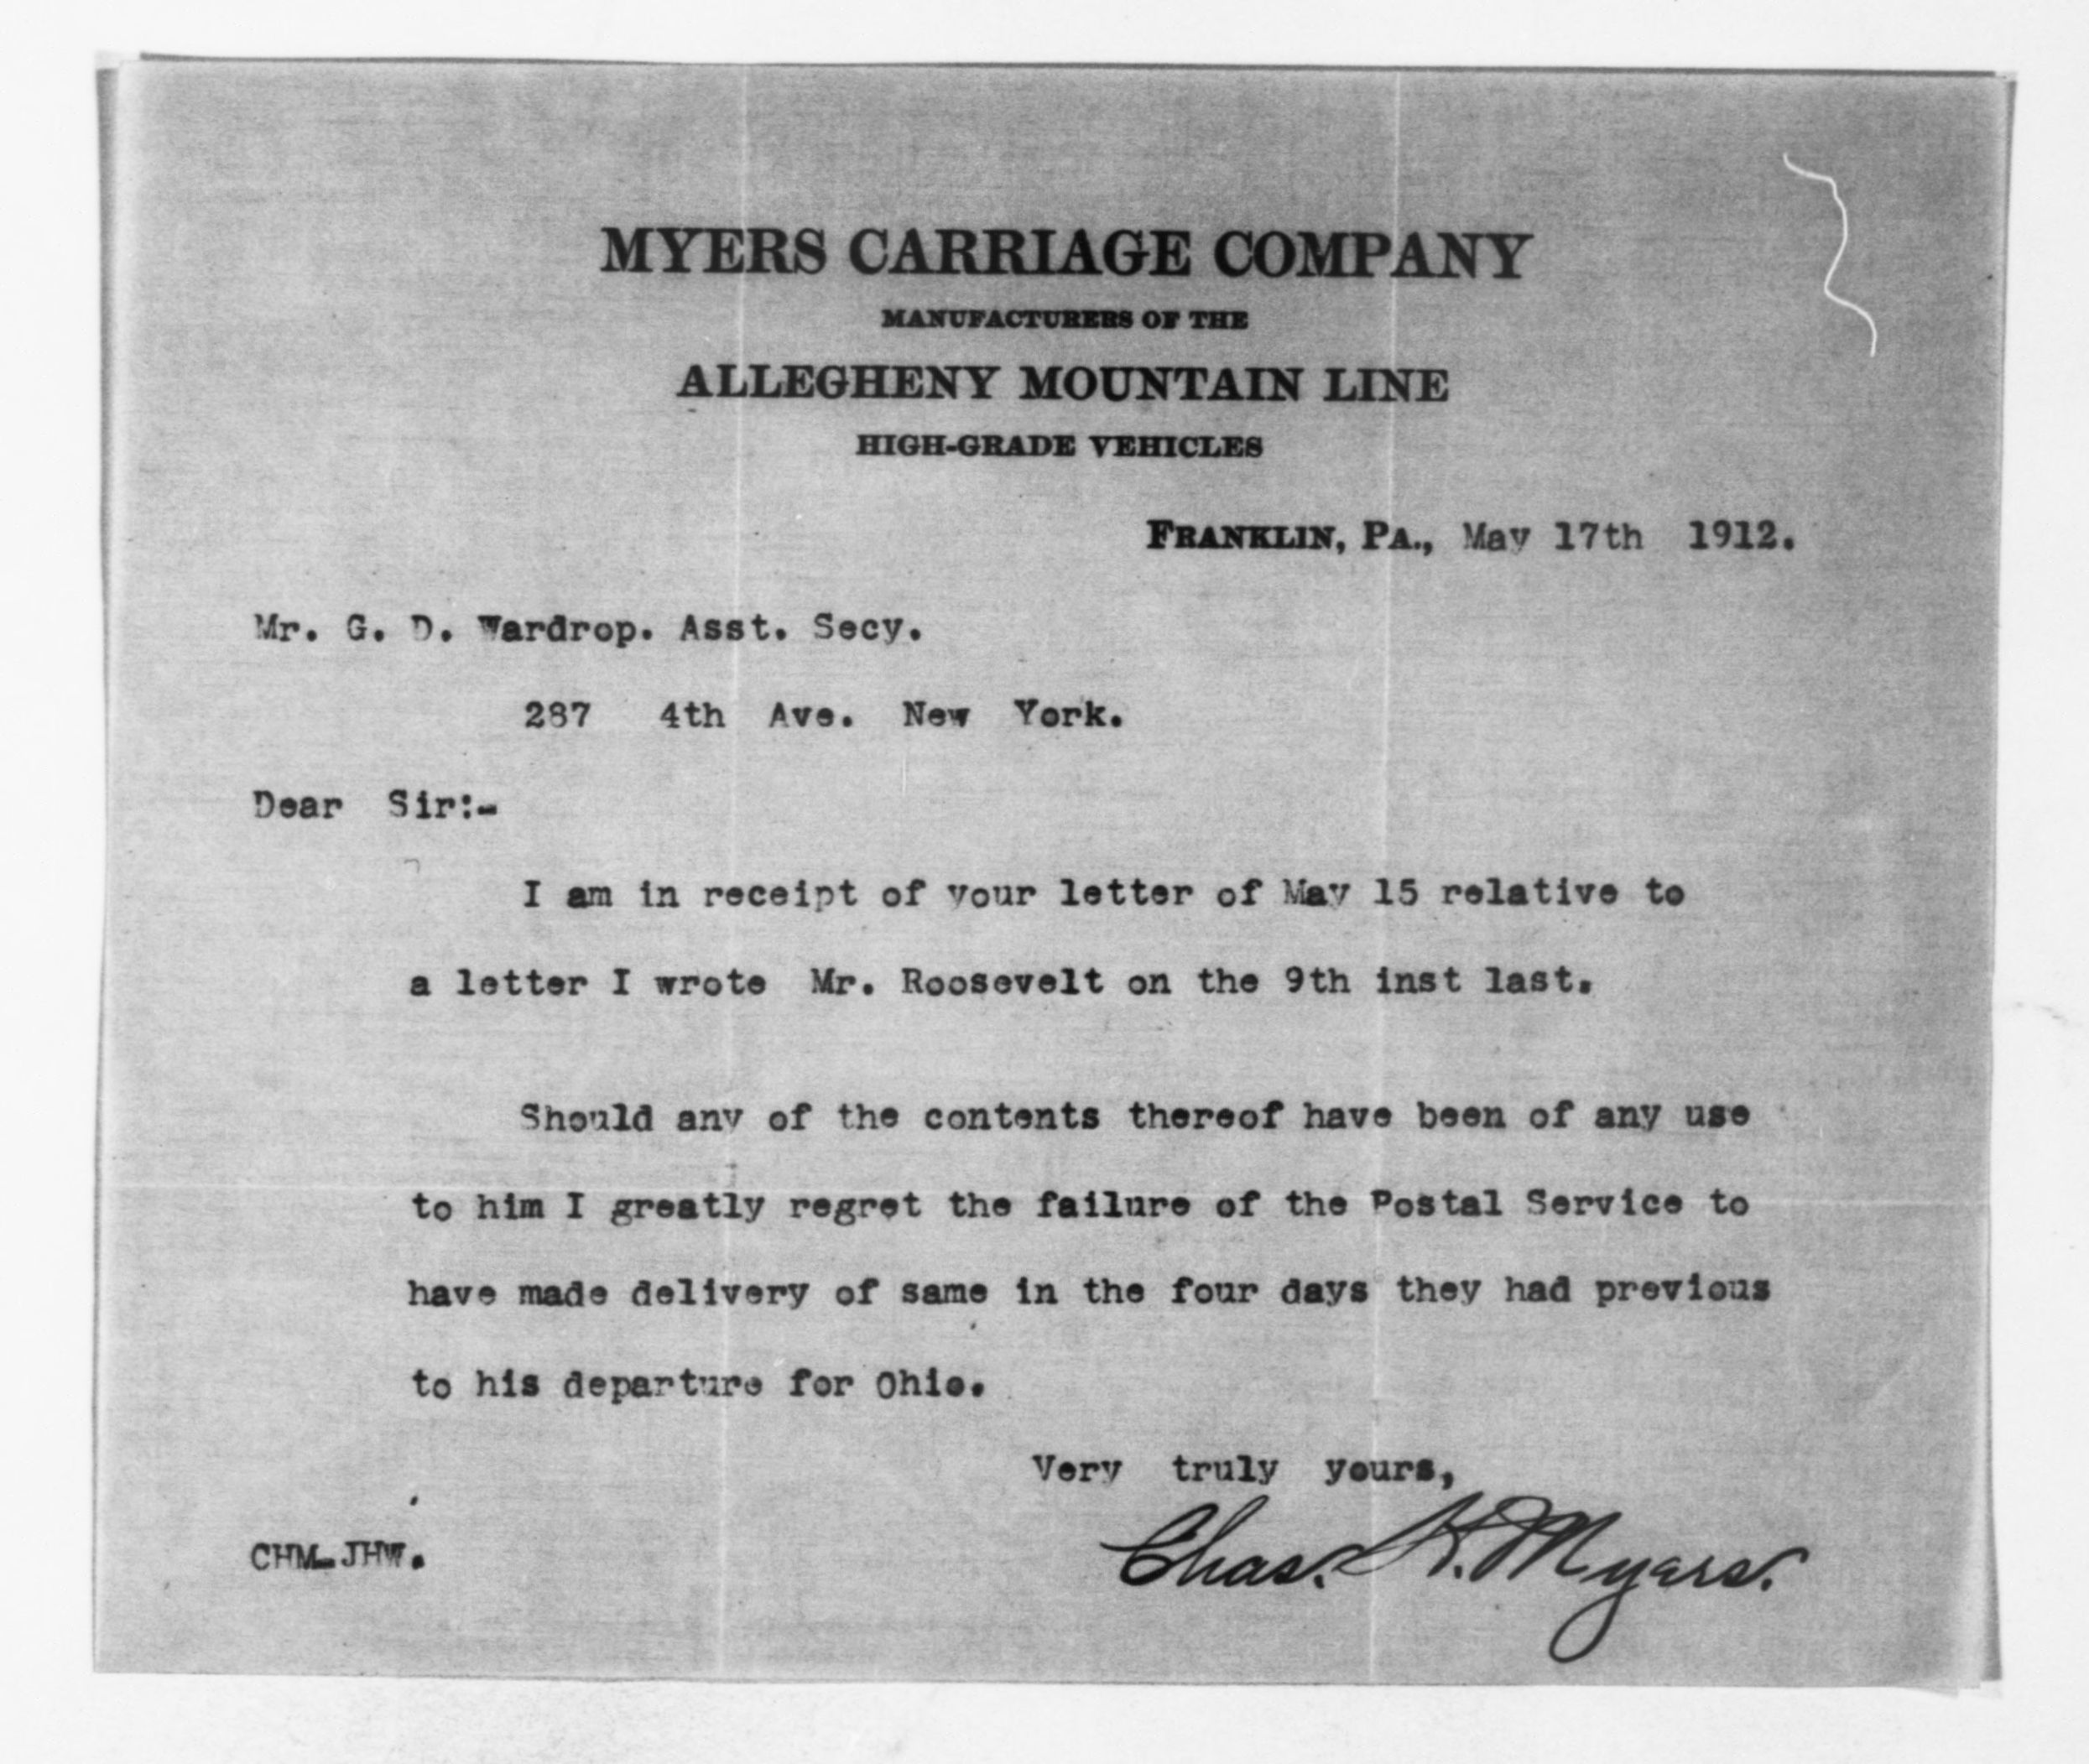 MYERS CARRIAGE COMPANY
MANUFACTURERS OF THE
ALLEGHENY MOUNTAIN LINE
HIGH-GRADE VEHICLES
FRANKLIN, PA., May 17th 1912.
Mr. G. D. Wardrop. Asst. Secy.
287 4th Ave. New York.
Dear Sir:-
I am in receipt of your letter of May 15 relative to
a letter I wrote Mr. Roosevelt on the 9th inst last.
Should any of the contents thereof have been of any use
to him I greatly regret the failure of the Postal Service to
have made delivery of same in the four days they had previous
to his departure for Ohio.
Very truly yours,
Chas. H. Myers.
CHM-JHW.